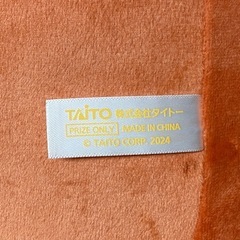 TAITO 株式会社タイトー
PRIZE ONLY MADE IN CHINA
© TAITO CORP. 2024